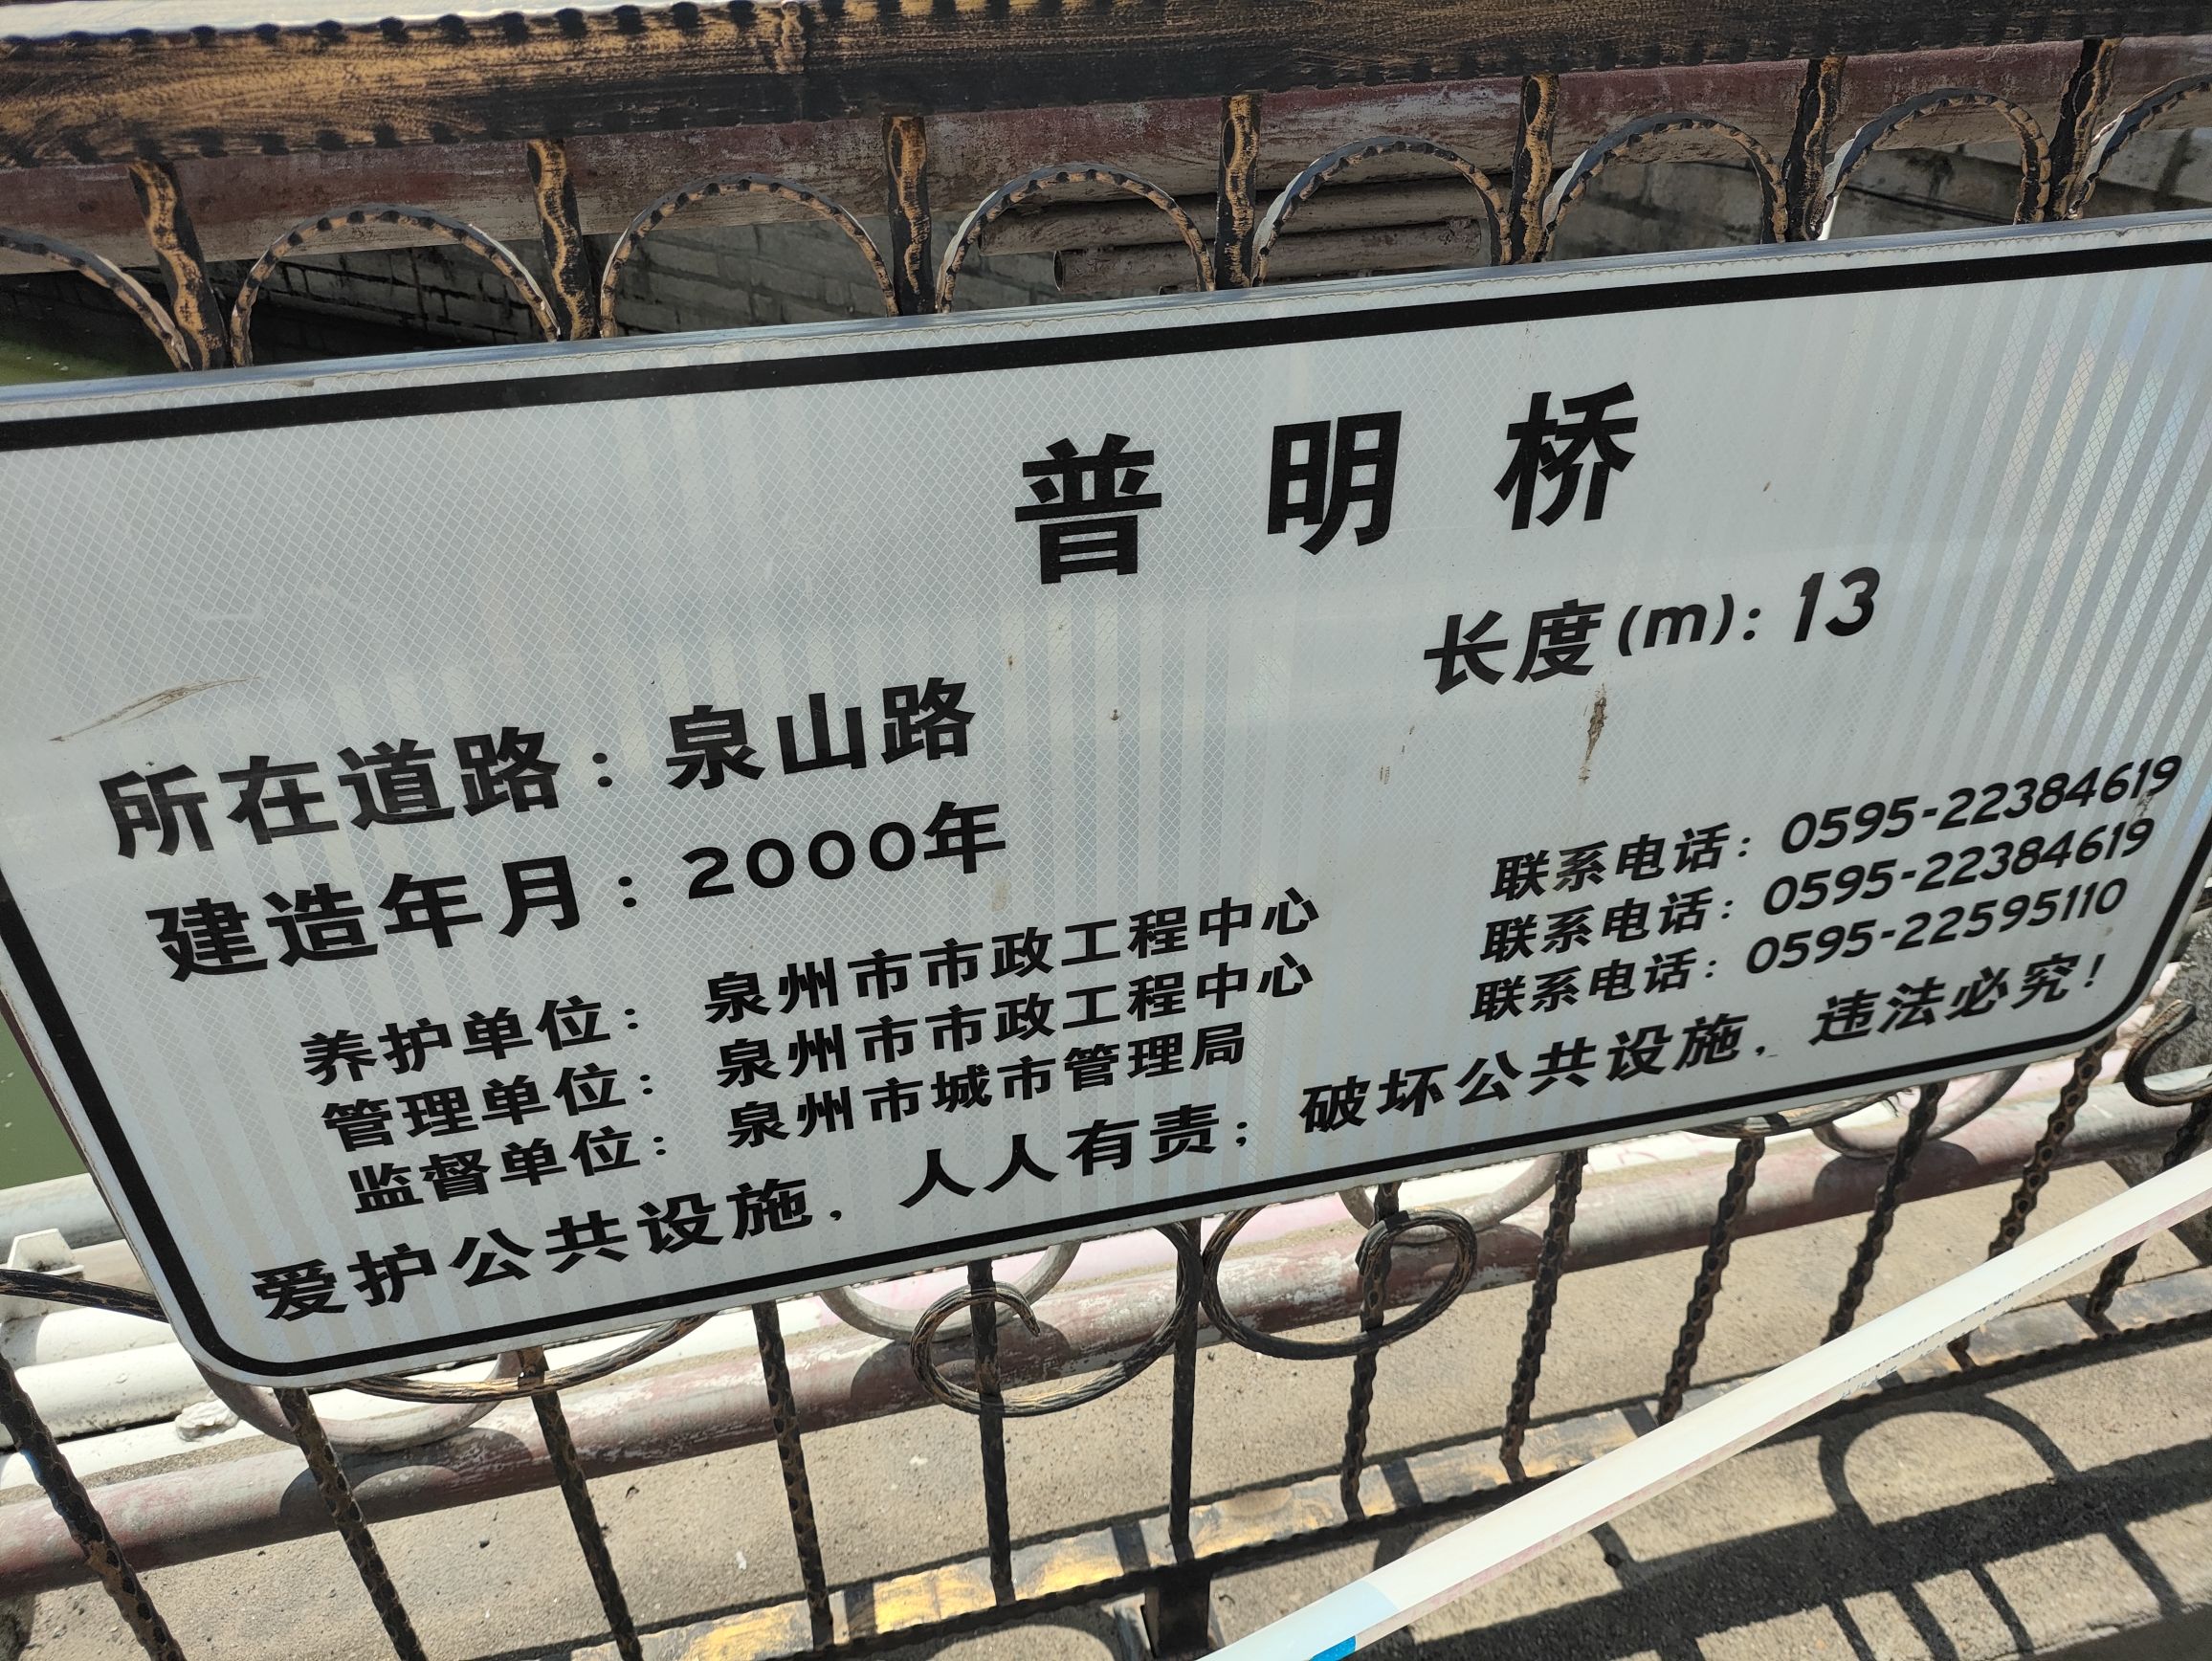 普明桥
长度(m): 13
所在道路: 泉山路
建造年月: 2000年
养护单位: 泉州市市政工程中心 联系电话: 0595-22384619
管理单位: 泉州市市政工程中心 联系电话: 0595-22384619
监督单位: 泉州市城市管理局 联系电话: 0595-22595110
爱护公共设施，人人有责; 破坏公共设施，违法必究!